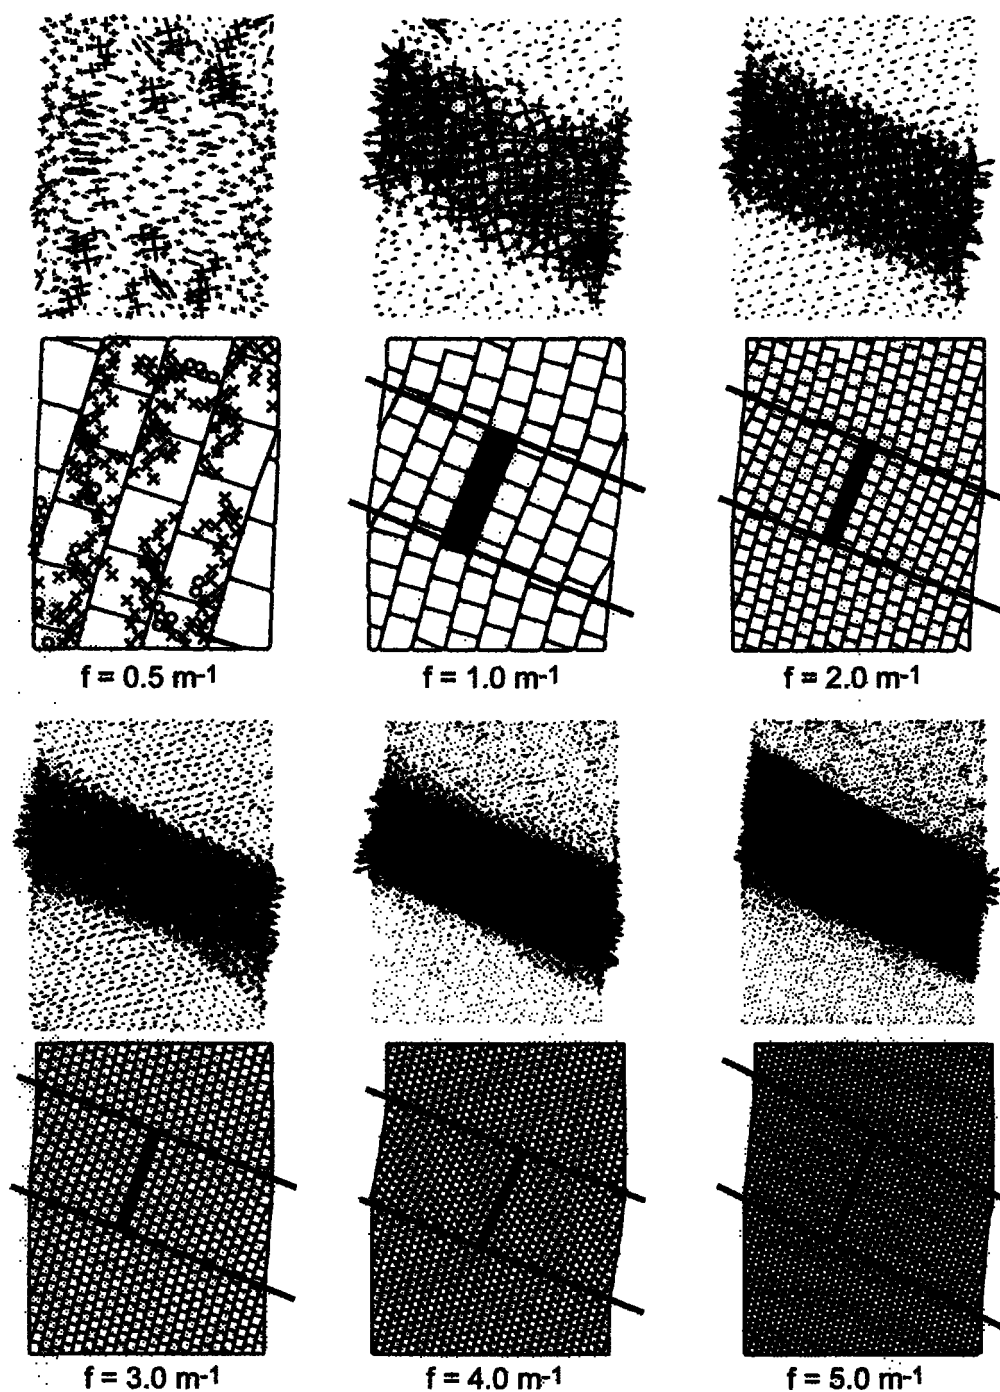 f = 0.5 m-1
f = 1.0 m-1
f = 2.0 m-1
f = 3.0 m-1
f = 4.0 m-1
f = 5.0 m-1